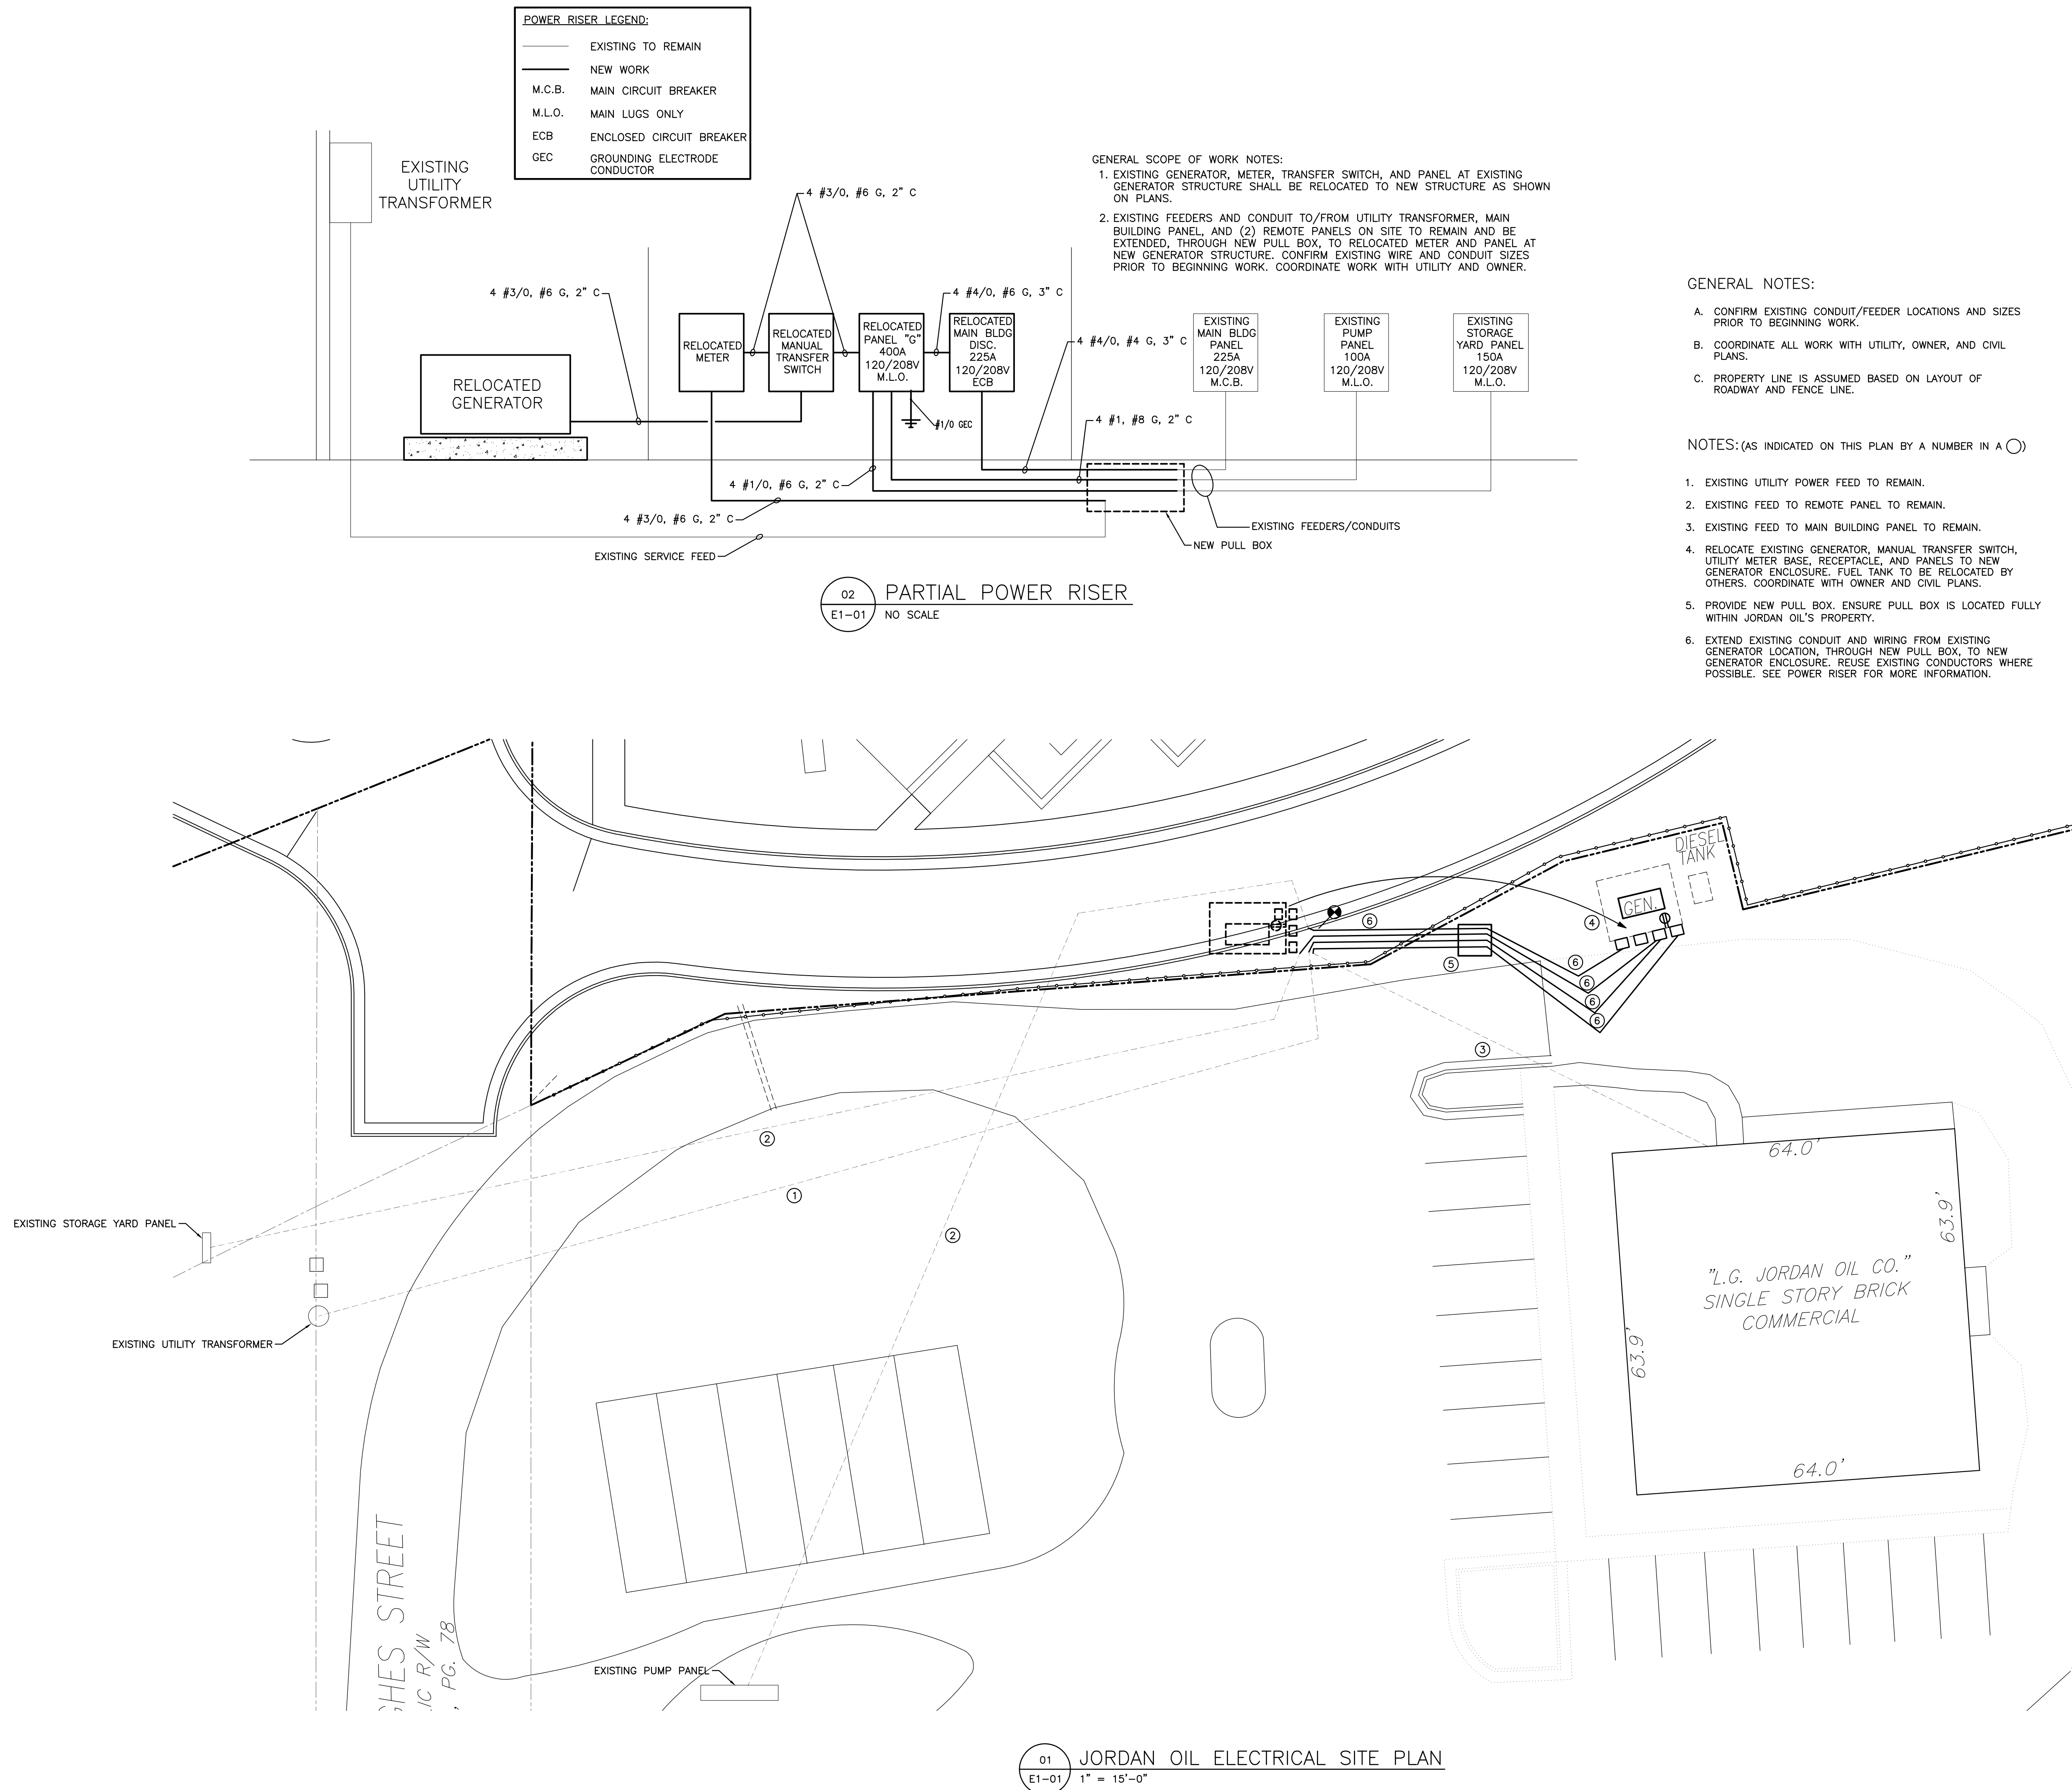 POWER RISER LEGEND:
EXISTING TO REMAIN
NEW WORK
M.C.B. MAIN CIRCUIT BREAKER
M.L.O. MAIN LUGS ONLY
ECB ENCLOSED CIRCUIT BREAKER
GEC GROUNDING ELECTRODE
CONDUCTOR
EXISTING
UTILITY
TRANSFORMER
4 #3/0, #6 G, 2" C
GENERAL SCOPE OF WORK NOTES:
1. EXISTING GENERATOR, METER, TRANSFER SWITCH, AND PANEL AT EXISTING
GENERATOR STRUCTURE SHALL BE RELOCATED TO NEW STRUCTURE AS SHOWN
ON PLANS.
2. EXISTING FEEDERS AND CONDUIT TO/FROM UTILITY TRANSFORMER, MAIN
BUILDING PANEL, AND (2) REMOTE PANELS ON SITE TO REMAIN AND BE
EXTENDED, THROUGH NEW PULL BOX, TO RELOCATED METER AND PANEL AT
NEW GENERATOR STRUCTURE. CONFIRM EXISTING WIRE AND CONDUIT SIZES
PRIOR TO BEGINNING WORK. COORDINATE WORK WITH UTILITY AND OWNER.
4 #3/0, #6 G, 2" C
4 #4/0, #6 G, 3" C
RELOCATED
GENERATOR
RELOCATED
METER
RELOCATED
MANUAL
TRANSFER
SWITCH
RELOCATED
PANEL "G"
400A
120/208V
M.L.O.
RELOCATED
MAIN BLDG
DISC.
225A
120/208V
ECB
4 #4/0, #4 G, 3" C
EXISTING
MAIN BLDG
PANEL
225A
120/208V
M.C.B.
EXISTING
PUMP
PANEL
100A
120/208V
M.L.O.
EXISTING
STORAGE
YARD PANEL
150A
120/208V
M.L.O.
#1/0 GEC
4 #1, #8 G, 2" C
4 #1/0, #6 G, 2" C
4 #3/0, #6 G, 2" C
EXISTING SERVICE FEED
EXISTING FEEDERS/CONDUITS
NEW PULL BOX
02
E1-01
PARTIAL POWER RISER
NO SCALE
GENERAL NOTES:
A. CONFIRM EXISTING CONDUIT/FEEDER LOCATIONS AND SIZES
PRIOR TO BEGINNING WORK.
B. COORDINATE ALL WORK WITH UTILITY, OWNER, AND CIVIL
PLANS.
C. PROPERTY LINE IS ASSUMED BASED ON LAYOUT OF
ROADWAY AND FENCE LINE.
NOTES: (AS INDICATED ON THIS PLAN BY A NUMBER IN A ◯)
1. EXISTING UTILITY POWER FEED TO REMAIN.
2. EXISTING FEED TO REMOTE PANEL TO REMAIN.
3. EXISTING FEED TO MAIN BUILDING PANEL TO REMAIN.
4. RELOCATE EXISTING GENERATOR, MANUAL TRANSFER SWITCH,
UTILITY METER BASE, RECEPTACLE, AND PANELS TO NEW
GENERATOR ENCLOSURE. FUEL TANK TO BE RELOCATED BY
OTHERS. COORDINATE WITH OWNER AND CIVIL PLANS.
5. PROVIDE NEW PULL BOX. ENSURE PULL BOX IS LOCATED FULLY
WITHIN JORDAN OIL'S PROPERTY.
6. EXTEND EXISTING CONDUIT AND WIRING FROM EXISTING
GENERATOR LOCATION, THROUGH NEW PULL BOX, TO NEW
GENERATOR ENCLOSURE. REUSE EXISTING CONDUCTORS WHERE
POSSIBLE. SEE POWER RISER FOR MORE INFORMATION.
DIESEL
TANK
GEN.
4
6
5
6
6
6
6
3
2
1
2
EXISTING STORAGE YARD PANEL
EXISTING UTILITY TRANSFORMER
EXISTING PUMP PANEL
64.0'
63.9'
"L.G. JORDAN OIL CO."
SINGLE STORY BRICK
COMMERCIAL
63.9'
64.0'
GHES STREET
LIC R/W
, PG. 78
01
E1-01
JORDAN OIL ELECTRICAL SITE PLAN
1" = 15'-0"